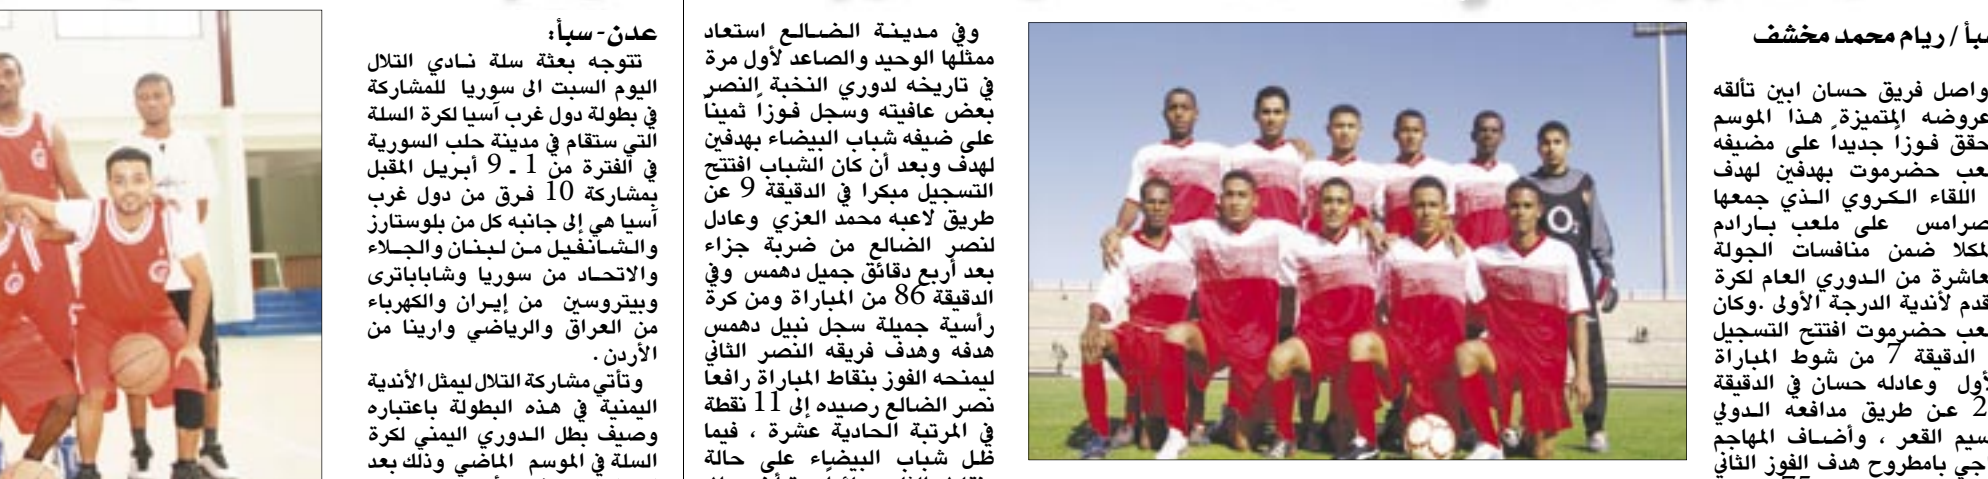 سبأ / ريام محمد مخشف
واصل فريق حسان ابين تألقه
عروضه المتميزة هذا الموسم
حقق فوزاً جديداً على مضيفه
عب حضرموت بهدفين لهدف
اللقاء الكروي الذي جمعها
صرامس على ملعب بارادم
لمكلا ضمن منافسات الجولة
عاشرة من الدوري العام لكرة
قدم لأندية الدرجة الأولى .وكان
عب حضرموت افتتح التسجيل
الدقيقة 7 من شوط المباراة
أول وعادله حسان في الدقيقة
2 عن طريق مدافعه الدولي
سيم القعر ، وأضاف المهاجم
جي بامطروح هدف الفوز الثاني
وفي مدينة الضالع استعاد
ممثلها الوحيد والصاعد لأول مرة
في تاريخه لدوري النخبة النصر
بعض عافيته وسجل فوزاً ثميناً
على ضيفه شباب البيضاء بهدفين
لهدف وبعد أن كان الشباب افتتح
التسجيل مبكرا في الدقيقة 9 عن
طريق لاعبه محمد العزي وعادل
لنصر الضالع من ضربة جزاء
بعد أربع دقائق جميل دهمس وفي
الدقيقة 86 من المباراة ومن كرة
رأسية جميلة سجل نبيل دهمس
هدفه وهدف فريقه النصر الثاني
ليمنحه الفوز بنقاط المباراة رافعا
نصر الضالع رصيده إلى 11 نقطة
في المرتبة الحادية عشرة ، فيما
ظل شباب البيضاء على حالة
عدن - سبأ:
تتوجه بعثة سلة نادي التلال
اليوم السبت الى سوريا للمشاركة
في بطولة دول غرب آسيا لكرة السلة
التي ستقام في مدينة حلب السورية
في الفترة من 1 ـ 9 أبريل المقبل
بمشاركة 10 فرق من دول غرب
آسيا هي إلى جانبه كل من بلوستارز
والشانفيل من لبنان والجلاء
والاتحاد من سوريا وشاباباترى
وبيتروسين من إيران والكهرباء
من العراق والرياضي وارينا من
الأردن .
وتأتي مشاركة التلال ليمثل الأندية
اليمنية في هذه البطولة باعتباره
وصيف بطل الدوري اليمني لكرة
السلة في الموسم الماضي وذلك بعد